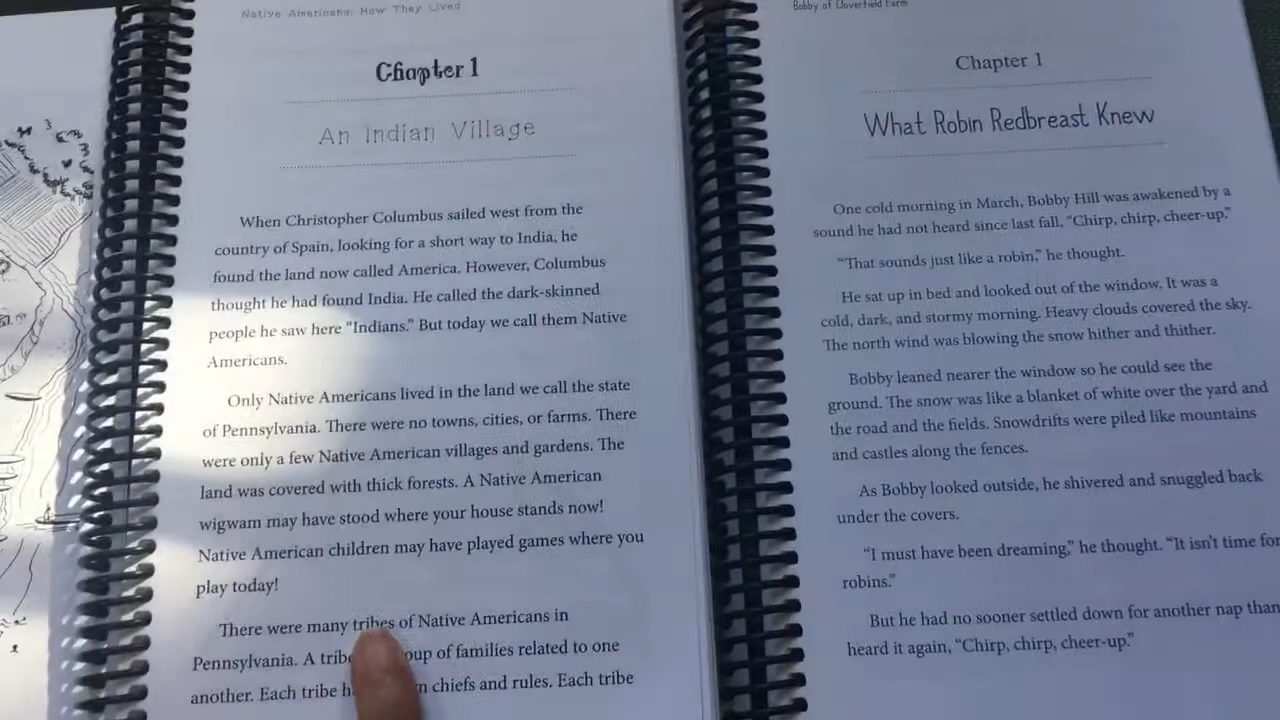 Native Americans: How They Lived
Chapter 1
An Indian Village
When Christopher Columbus sailed west from the
country of Spain, looking for a short way to India, he
found the land now called America. However, Columbus
thought he had found India. He called the dark-skinned
people he saw here “Indians.” But today we call them Native
Americans.
Only Native Americans lived in the land we call the state
of Pennsylvania. There were no towns, cities, or farms. There
were only a few Native American villages and gardens. The
land was covered with thick forests. A Native American
wigwam may have stood where your house stands now!
Native American children may have played games where you
play today!
There were many tribes of Native Americans in
Pennsylvania. A of families related to one
another. Each tribe chiefs and rules. Each tribe
Bobby of Cloverfield Farm
Chapter 1
What Robin Redbreast Knew
One cold morning in March, Bobby Hill was awakened by a
sound he had not heard since last fall, “Chirp, chirp, cheer-up.”
“That sounds just like a robin,” he thought.
He sat up in bed and looked out of the window. It was a
cold, dark, and stormy morning. Heavy clouds covered the sky.
The north wind was blowing the snow hither and thither.
Bobby leaned nearer the window so he could see the
ground. The snow was like a blanket of white over the yard and
the road and the fields. Snowdrifts were piled like mountains
and castles along the fences.
As Bobby looked outside, he shivered and snuggled back
under the covers.
“I must have been dreaming,” he thought. “It isn’t time for
robins.”
But he had no sooner settled down for another nap than
heard it again, “Chirp, chirp, cheer-up.”